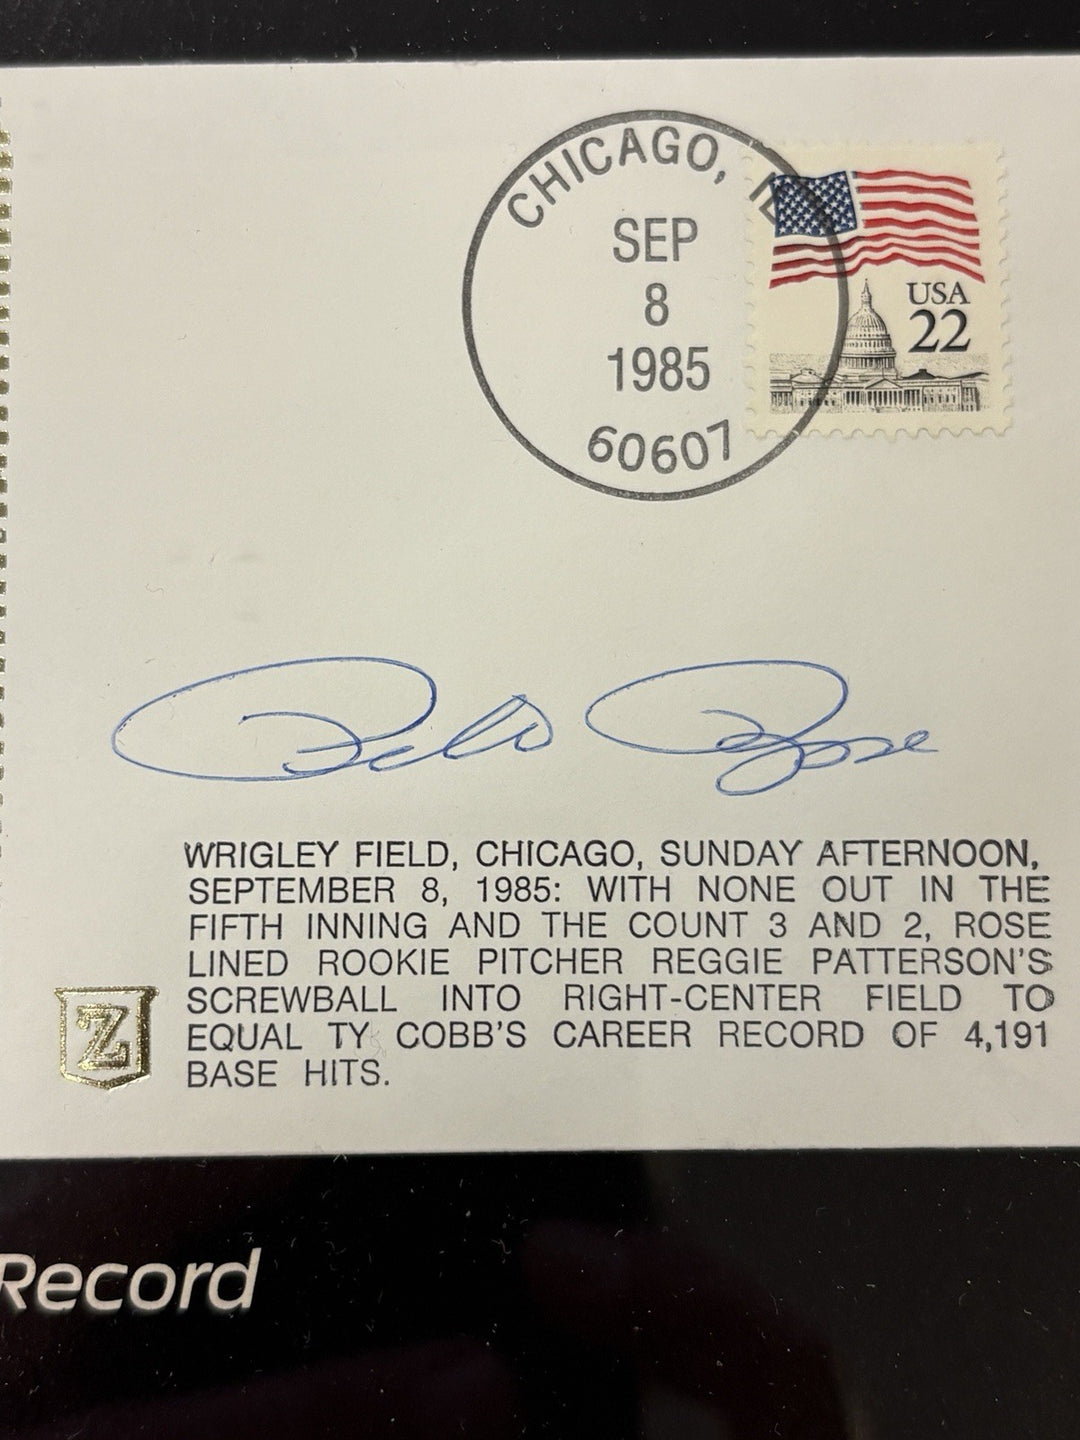 CHICAGO, IL
SEP
8
1985
60607
USA
22
Pete Rose
WRIGLEY FIELD, CHICAGO, SUNDAY AFTERNOON,
SEPTEMBER 8, 1985: WITH NONE OUT IN THE
FIFTH INNING AND THE COUNT 3 AND 2, ROSE
LINED ROOKIE PITCHER REGGIE PATTERSON'S
SCREWBALL INTO RIGHT-CENTER FIELD TO
EQUAL TY COBB'S CAREER RECORD OF 4,191
BASE HITS.
Z
Record